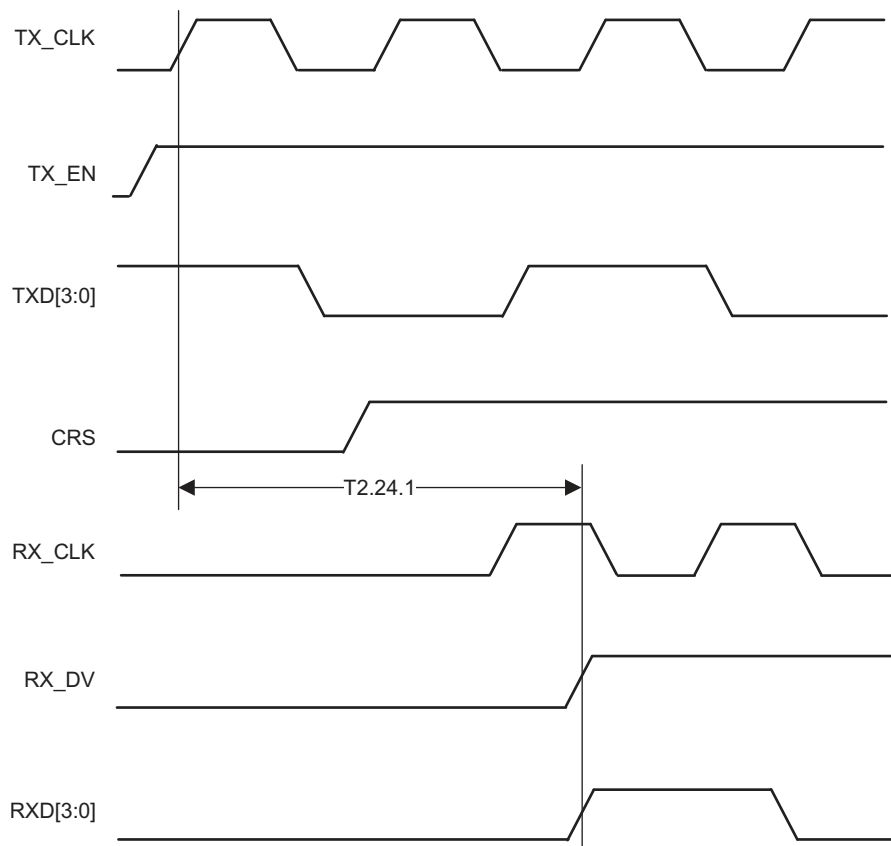 TX_CLK
TX_EN
TXD[3:0]
CRS
T2.24.1
RX_CLK
RX_DV
RXD[3:0]